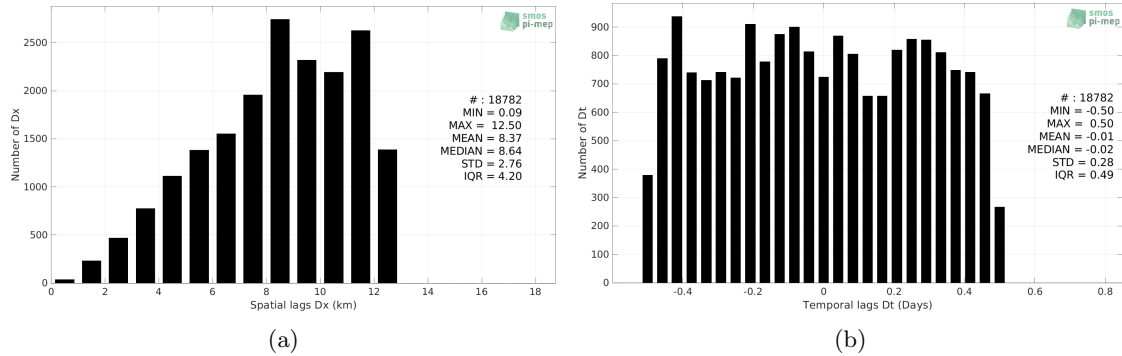 smos
pi-mep
2500
2000
1500
1000
500
0
Number of Dx
# : 18782
MIN = 0.09
MAX = 12.50
MEAN = 8.37
MEDIAN = 8.64
STD = 2.76
IQR = 4.20
0 2 4 6 8 10 12 14 16 18
Spatial lags Dx (km)
(a)
smos
pi-mep
900
800
700
600
500
400
300
200
100
0
Number of Dt
# : 18782
MIN = -0.50
MAX = 0.50
MEAN = -0.01
MEDIAN = -0.02
STD = 0.28
IQR = 0.49
-0.4 -0.2 0 0.2 0.4 0.6 0.8
Temporal lags Dt (Days)
(b)